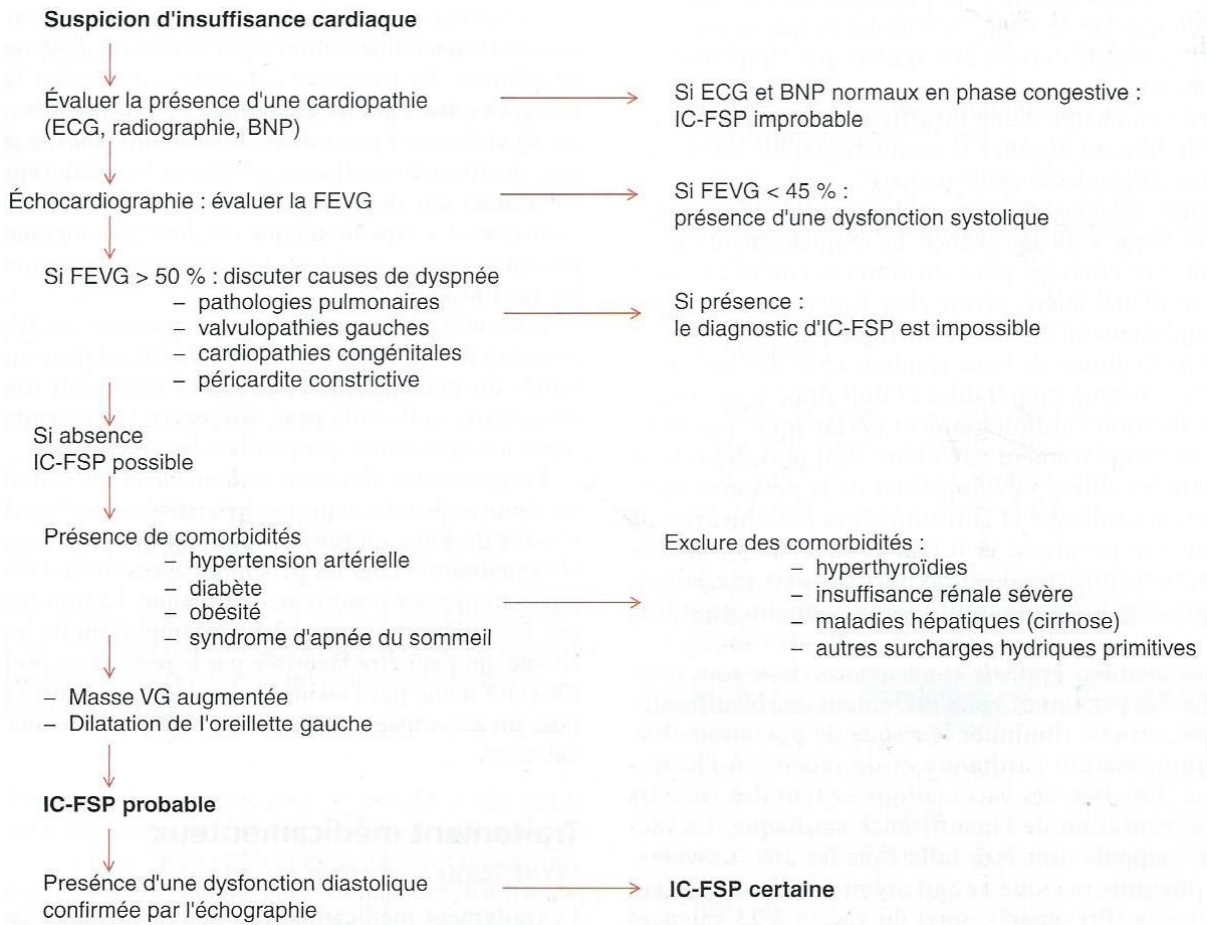 Suspicion d'insuffisance cardiaque
Évaluer la présence d'une cardiopathie
(ECG, radiographie, BNP)
Si ECG et BNP normaux en phase congestive :
IC-FSP improbable
Échocardiographie : évaluer la FEVG
Si FEVG < 45 % :
présence d'une dysfonction systolique
Si FEVG > 50 % : discuter causes de dyspnée
– pathologies pulmonaires
– valvulopathies gauches
– cardiopathies congénitales
– péricardite constrictive
Si présence :
le diagnostic d'IC-FSP est impossible
Si absence
IC-FSP possible
Présence de comorbidités
– hypertension artérielle
– diabète
– obésité
– syndrome d'apnée du sommeil
Exclure des comorbidités :
– hyperthyroïdies
– insuffisance rénale sévère
– maladies hépatiques (cirrhose)
– autres surcharges hydriques primitives
– Masse VG augmentée
– Dilatation de l'oreillette gauche
IC-FSP probable
Presénce d'une dysfonction diastolique
confirmée par l'échographie
IC-FSP certaine